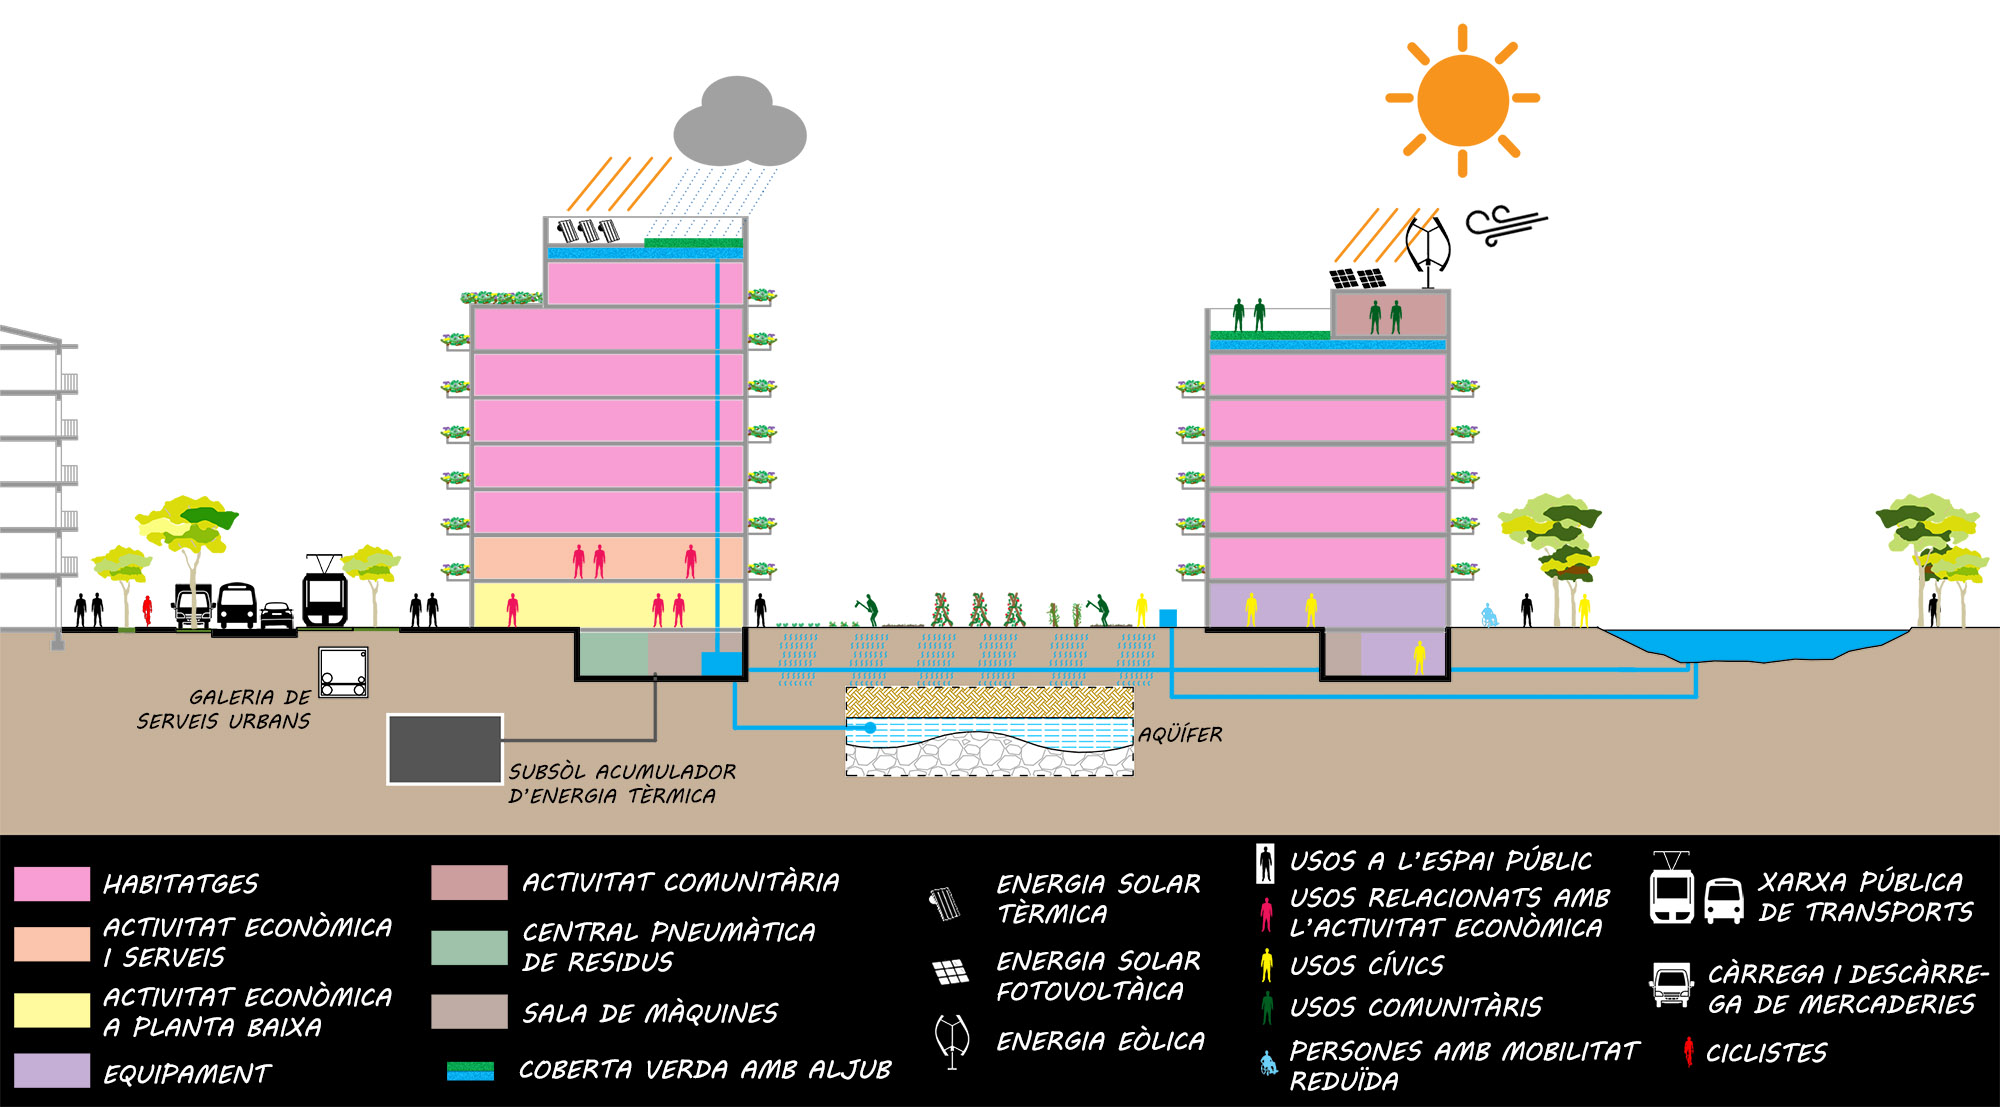 GALERIA DE
SERVEIS URBANS
SUBSÒL ACUMULADOR
D'ENERGIA TÈRMICA
AQÜÍFER
HABITATGES
ACTIVITAT ECONÒMICA
I SERVEIS
ACTIVITAT ECONÒMICA
A PLANTA BAIXA
EQUIPAMENT
ACTIVITAT COMUNITÀRIA
CENTRAL PNEUMÀTICA
DE RESIDUS
SALA DE MÀQUINES
COBERTA VERDA AMB ALJUB
ENERGIA SOLAR
TÈRMICA
ENERGIA SOLAR
FOTOVOLTÀICA
ENERGIA EÒLICA
USOS A L'ESPAI PÚBLIC
USOS RELACIONATS AMB
L'ACTIVITAT ECONÒMICA
USOS CÍVICS
USOS COMUNITÀRIS
PERSONES AMB MOBILITAT
REDUÏDA
XARXA PÚBLICA
DE TRANSPORTS
CÀRREGA I DESCÀRRE-
GA DE MERCADERIES
CICLISTES